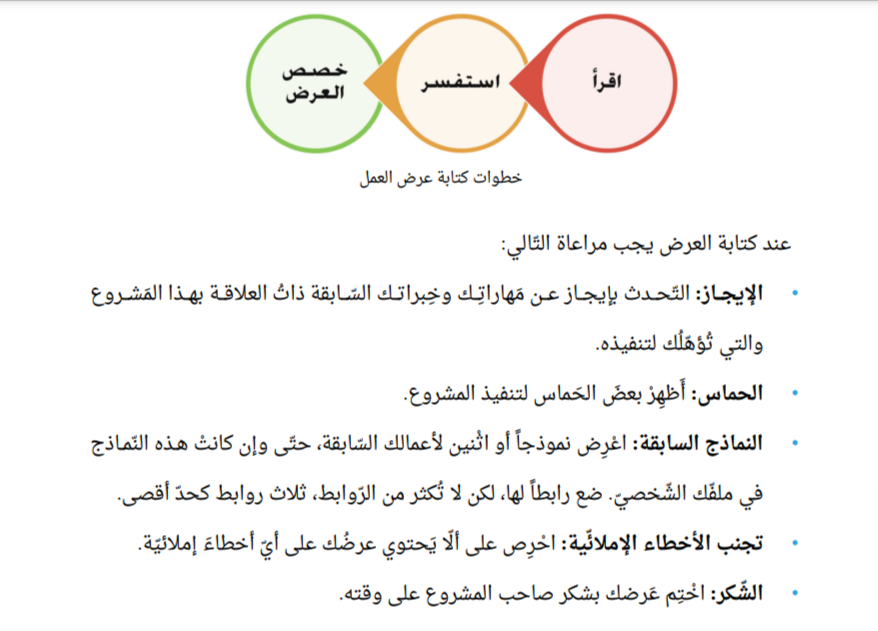 اقرأ
استفسر
خصص
العرض
خطوات كتابة عرض العمل
عند كتابة العرض يجب مراعاة التّالي:
• الإيجاز: التّحدث بإيجاز عن مَهاراتِك وخِبراتك السّابقة ذاتُ العلاقة بهذا المَشروع
والتي تُؤهّلُك لتنفيذه.
• الحماس: أَظهِرْ بعضَ الحَماس لتنفيذ المشروع.
• النماذج السابقة: اعْرِض نموذجاً أو اثْنين لأعمالك السّابقة، حتّى وإن كانتْ هذه النّماذج
في ملفّك الشّخصيّ. ضع رابطاً لها، لكن لا تُكثر من الرّوابط، ثلاث روابط كحدّ أقصى.
• تجنب الأخطاء الإملائّية: احْرِص على ألّا يَحتوي عرضُك على أيّ أخطاءَ إملائيّة.
• الشّكر: اخْتِم عَرضك بشكر صاحب المشروع على وقته.